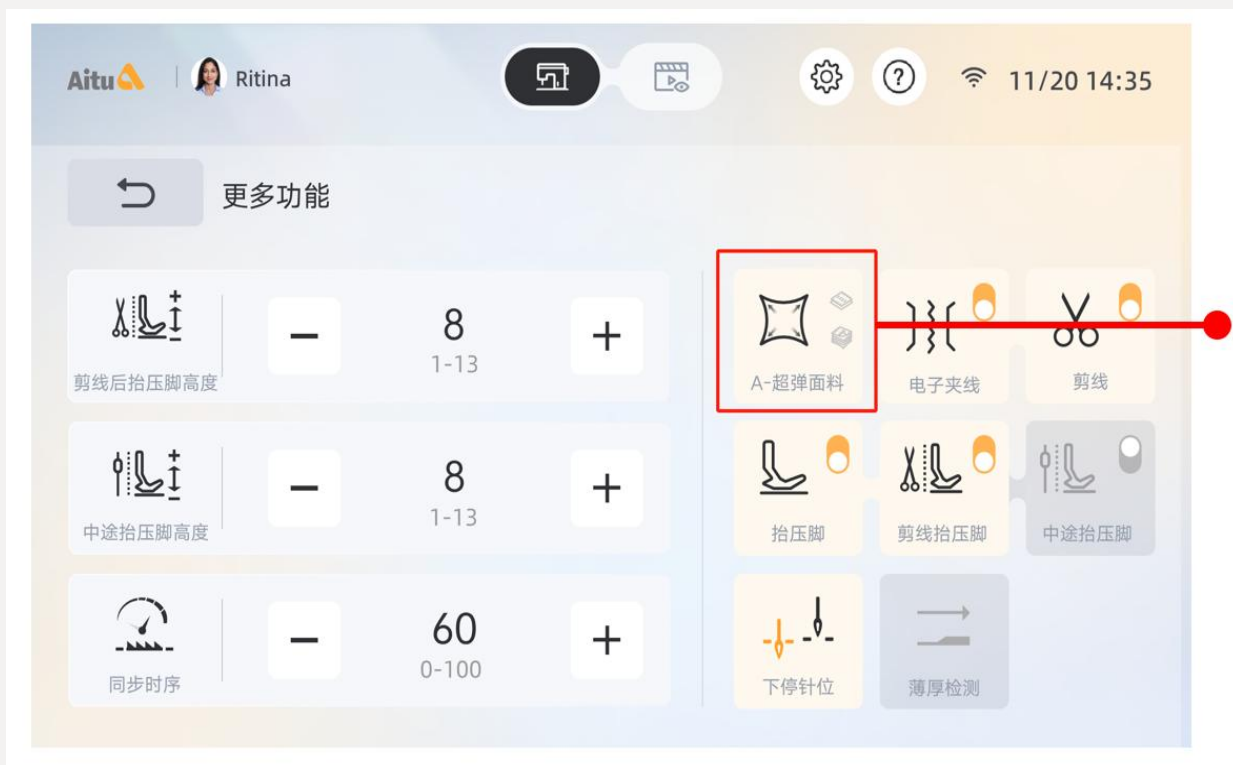 Aitu
Ritina
11/20 14:35
更多功能
剪线后抬压脚高度
8
1-13
A-超弹面料
电子夹线
剪线
中途抬压脚高度
8
1-13
抬压脚
剪线抬压脚
中途抬压脚
同步时序
60
0-100
下停针位
薄厚检测